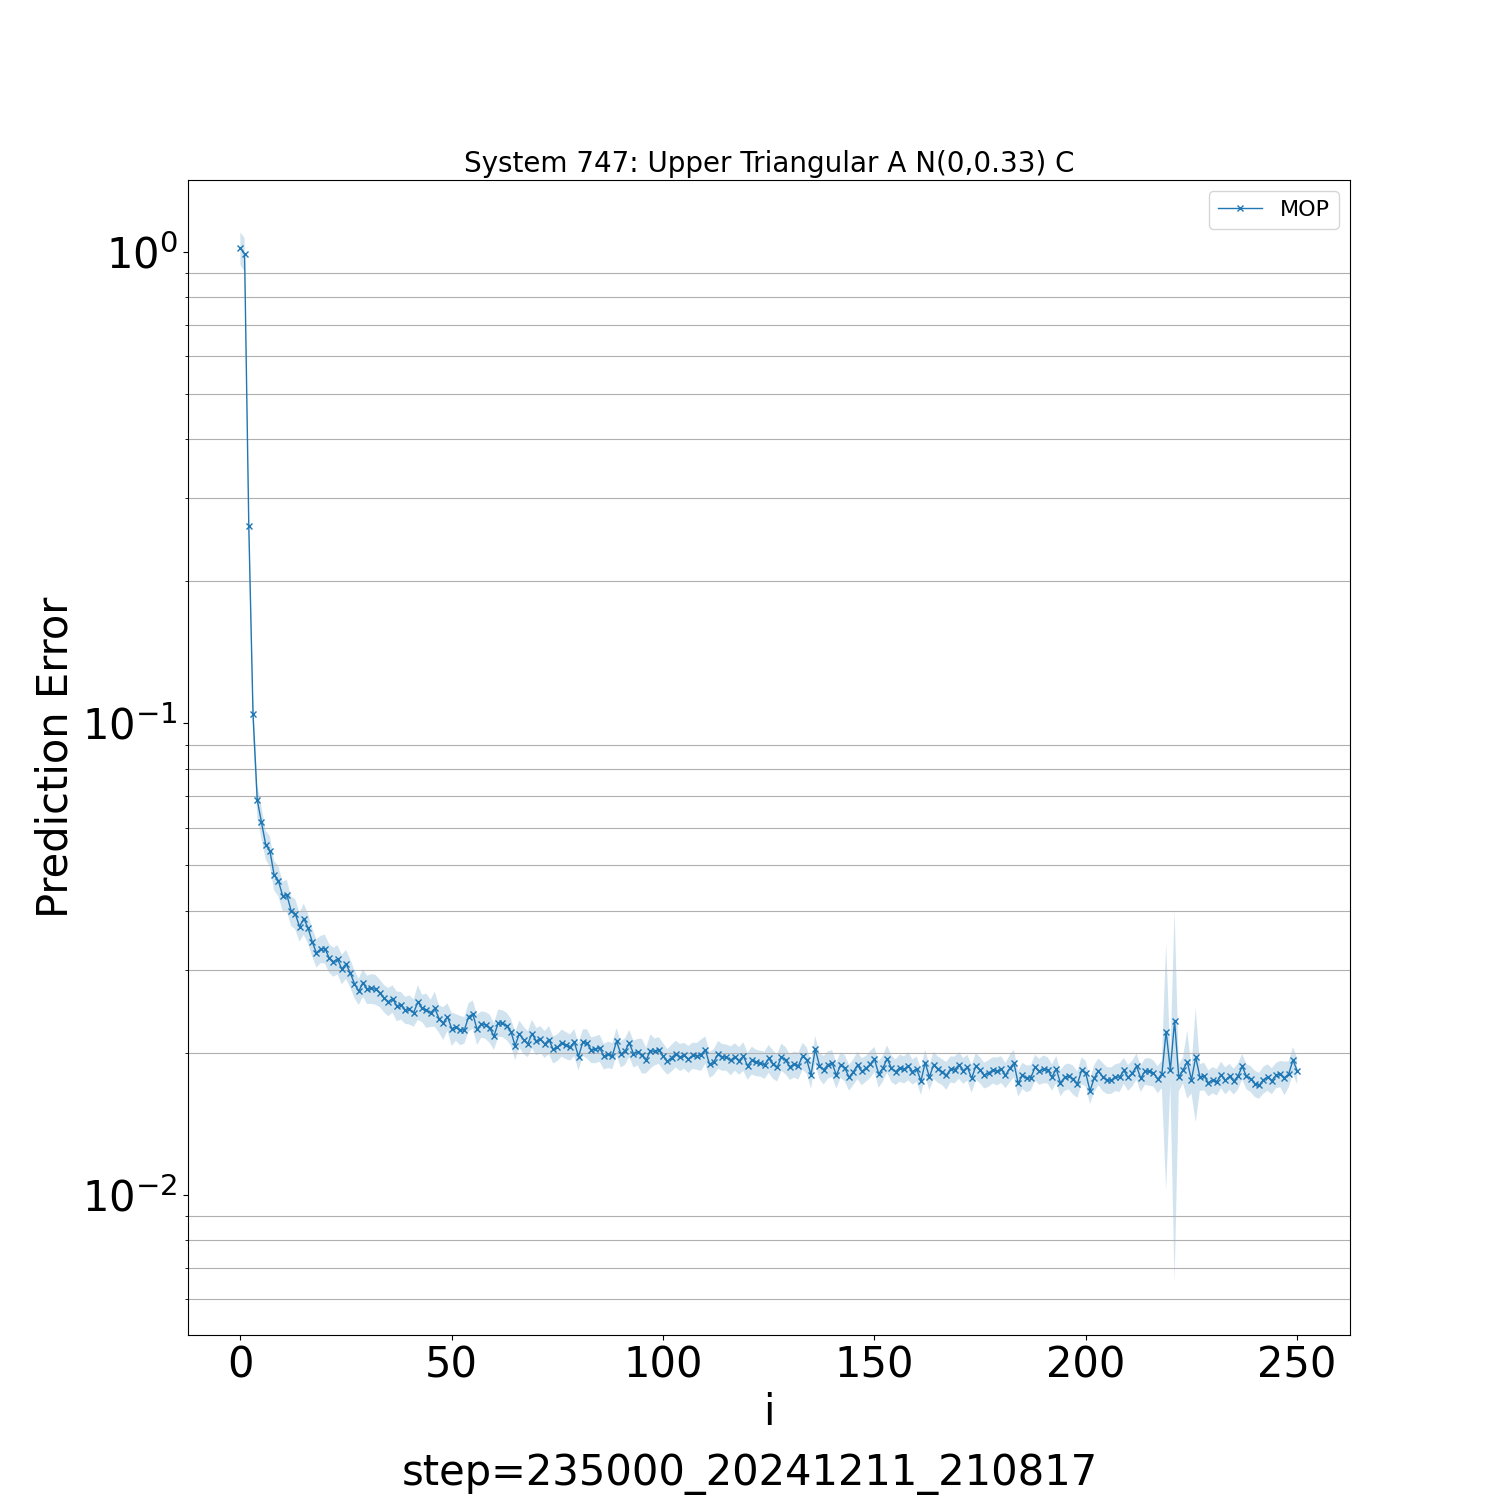 System 747: Upper Triangular A N(0,0.33) C
MOP
10⁰
10⁻¹
10⁻²
Prediction Error
0 50 100 150 200 250
i
step=235000_20241211_210817